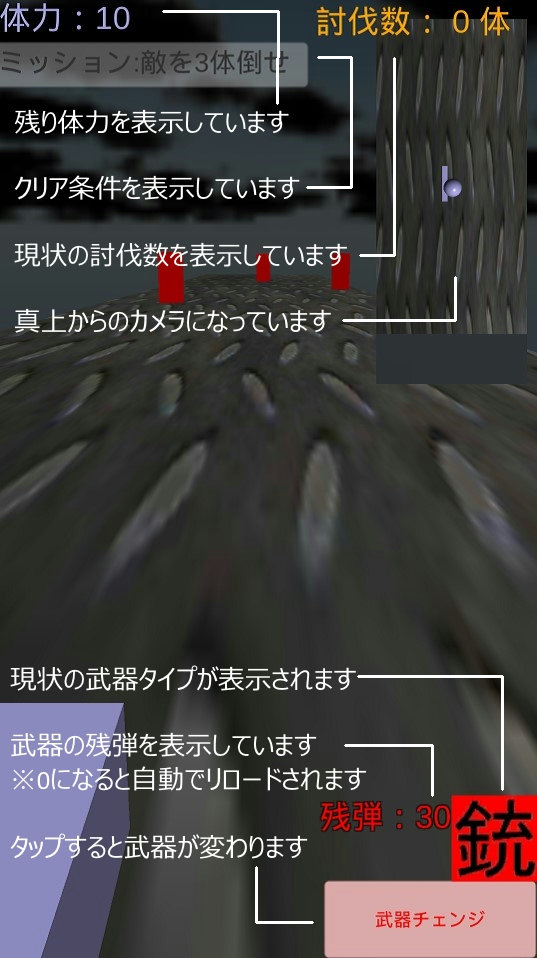 体力：10
討伐数： 0 体
ミッション:敵を3体倒せ
残り体力を表示しています
クリア条件を表示しています
現状の討伐数を表示しています
真上からのカメラになっています
現状の武器タイプが表示されます
武器の残弾を表示しています
※0になると自動でリロードされます
残弾：30
銃
タップすると武器が変わります
武器チェンジ